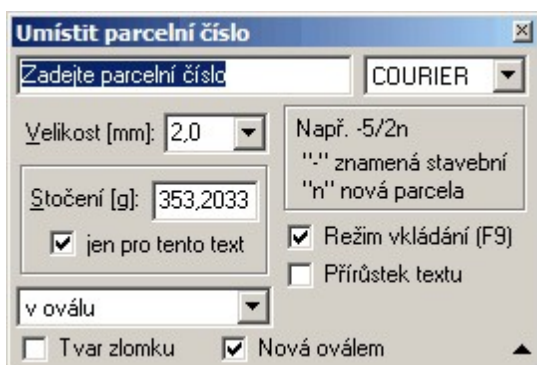 Umístit parcelní číslo
Zadejte parcelní číslo
COURIER
Velikost [mm]: 2,0
Např. -5/2n
"-" znamená stavební
"n" nová parcela
Stočení [g]: 353,2033
jen pro tento text
Režim vkládání (F9)
Přírůstek textu
v oválu
Tvar zlomku
Nová oválem